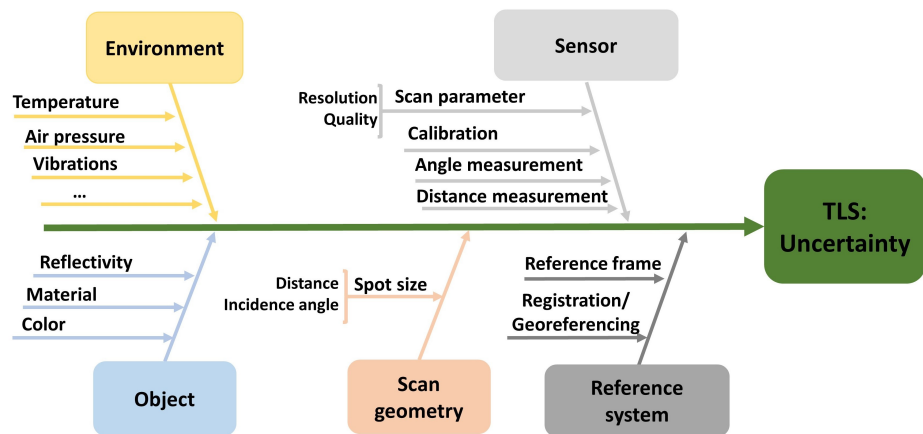 Environment
Sensor
Temperature
Air pressure
Vibrations
...
Resolution
Quality
Scan parameter
Calibration
Angle measurement
Distance measurement
TLS:
Uncertainty
Reflectivity
Material
Color
Distance
Incidence angle
Spot size
Reference frame
Registration/
Georeferencing
Object
Scan
geometry
Reference
system